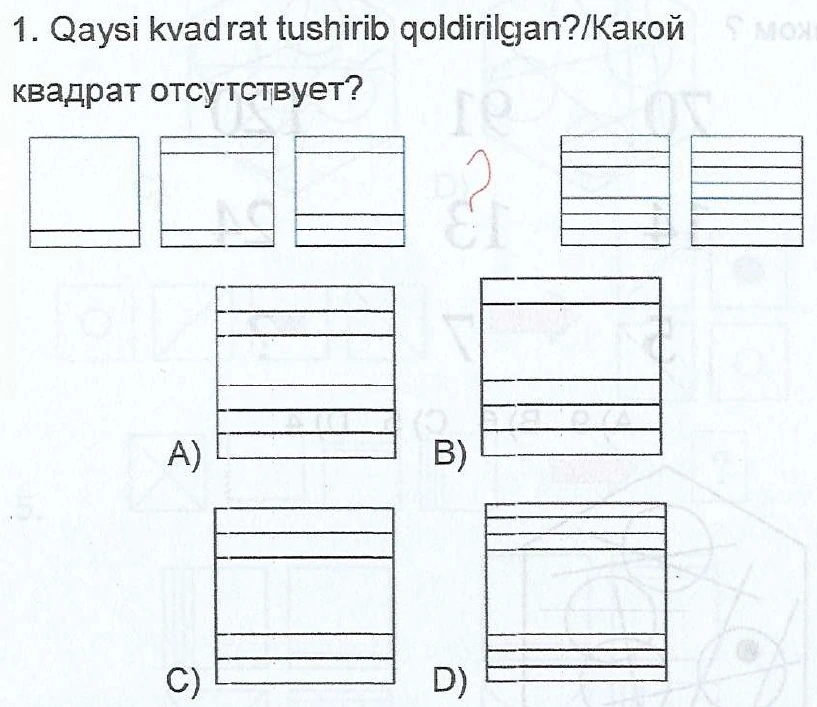 1. Qaysi kvadrat tushirib qoldirilgan?/Какой
квадрат отсутствует?
?
A)
B)
C)
D)